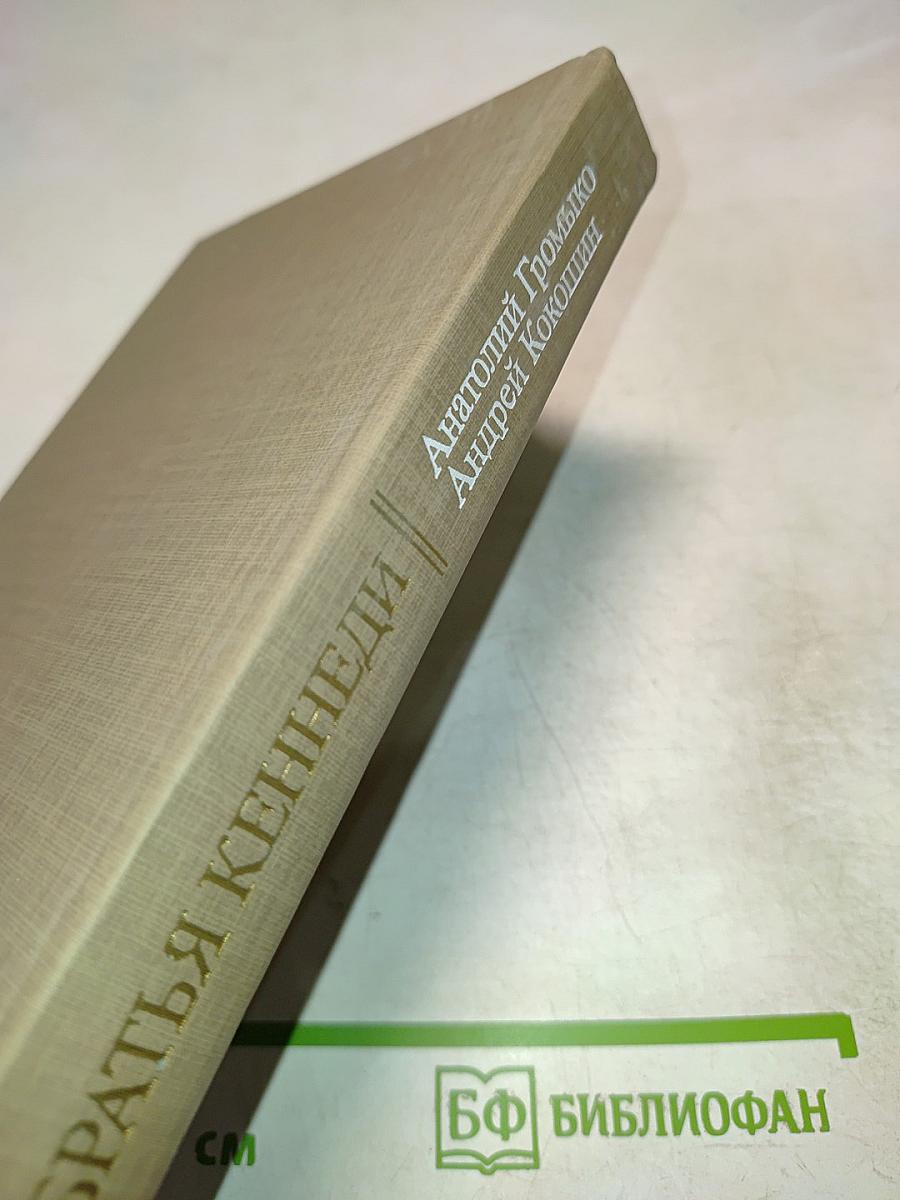 Анатолий Громыко
Андрей Кокошин
БРАТЬЯ КЕННЕДИ
см
БФ БИБЛИОФАН